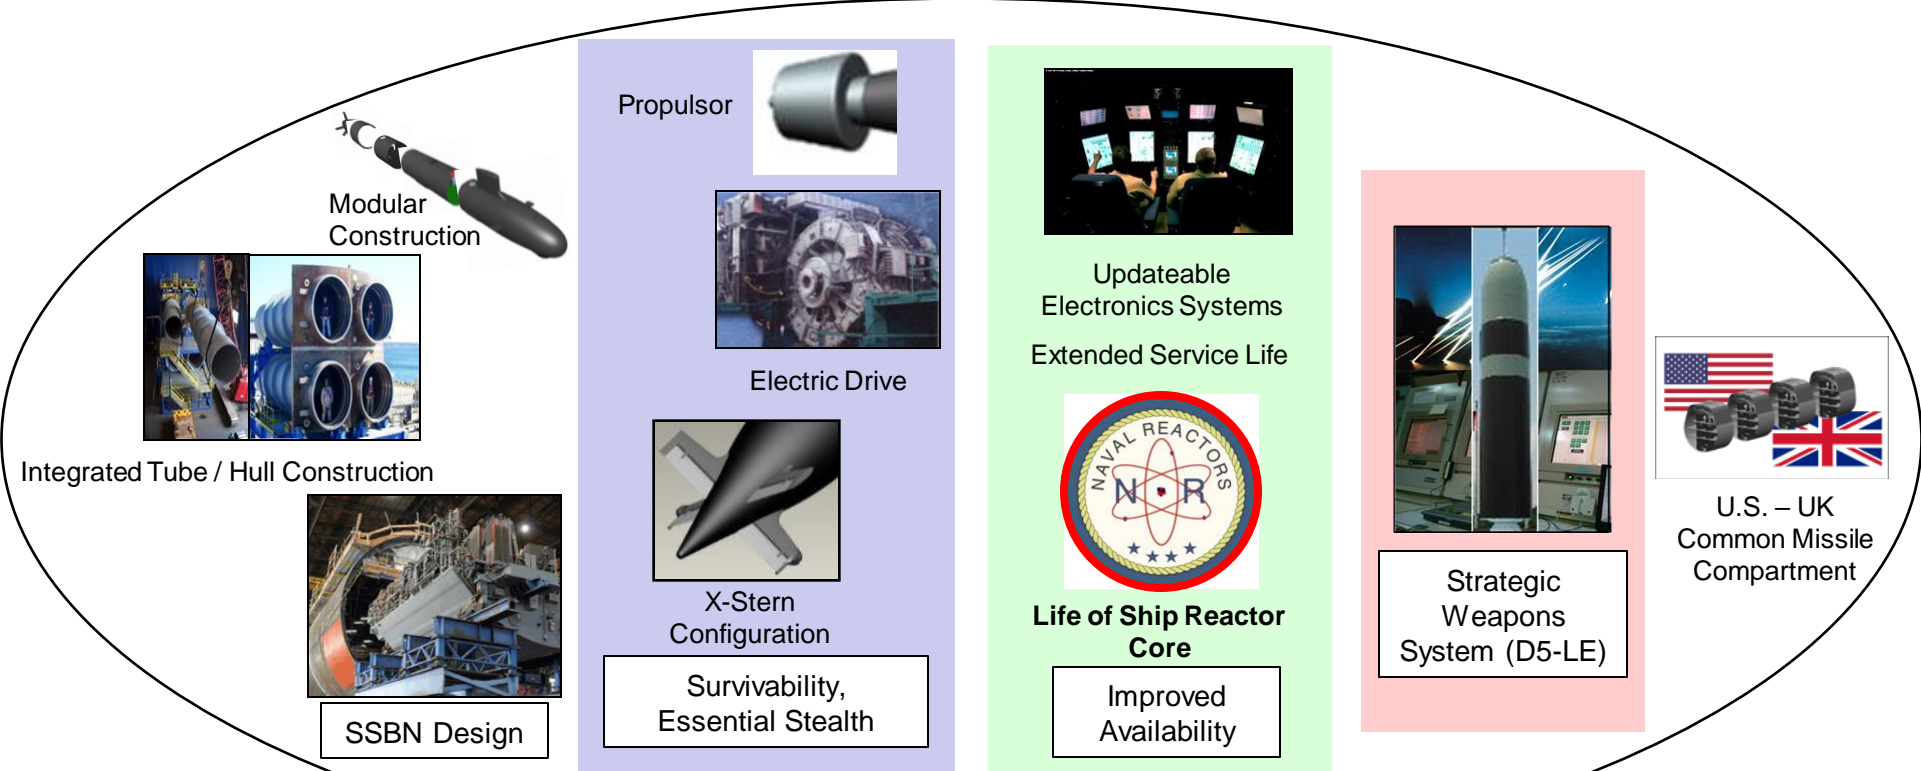 Modular
Construction
Integrated Tube / Hull Construction
SSBN Design
Propulsor
Electric Drive
X-Stern
Configuration
Survivability,
Essential Stealth
Updateable
Electronics Systems
Extended Service Life
NAVAL REACTORS
N R
Life of Ship Reactor
Core
Improved
Availability
Strategic
Weapons
System (D5-LE)
U.S. – UK
Common Missile
Compartment